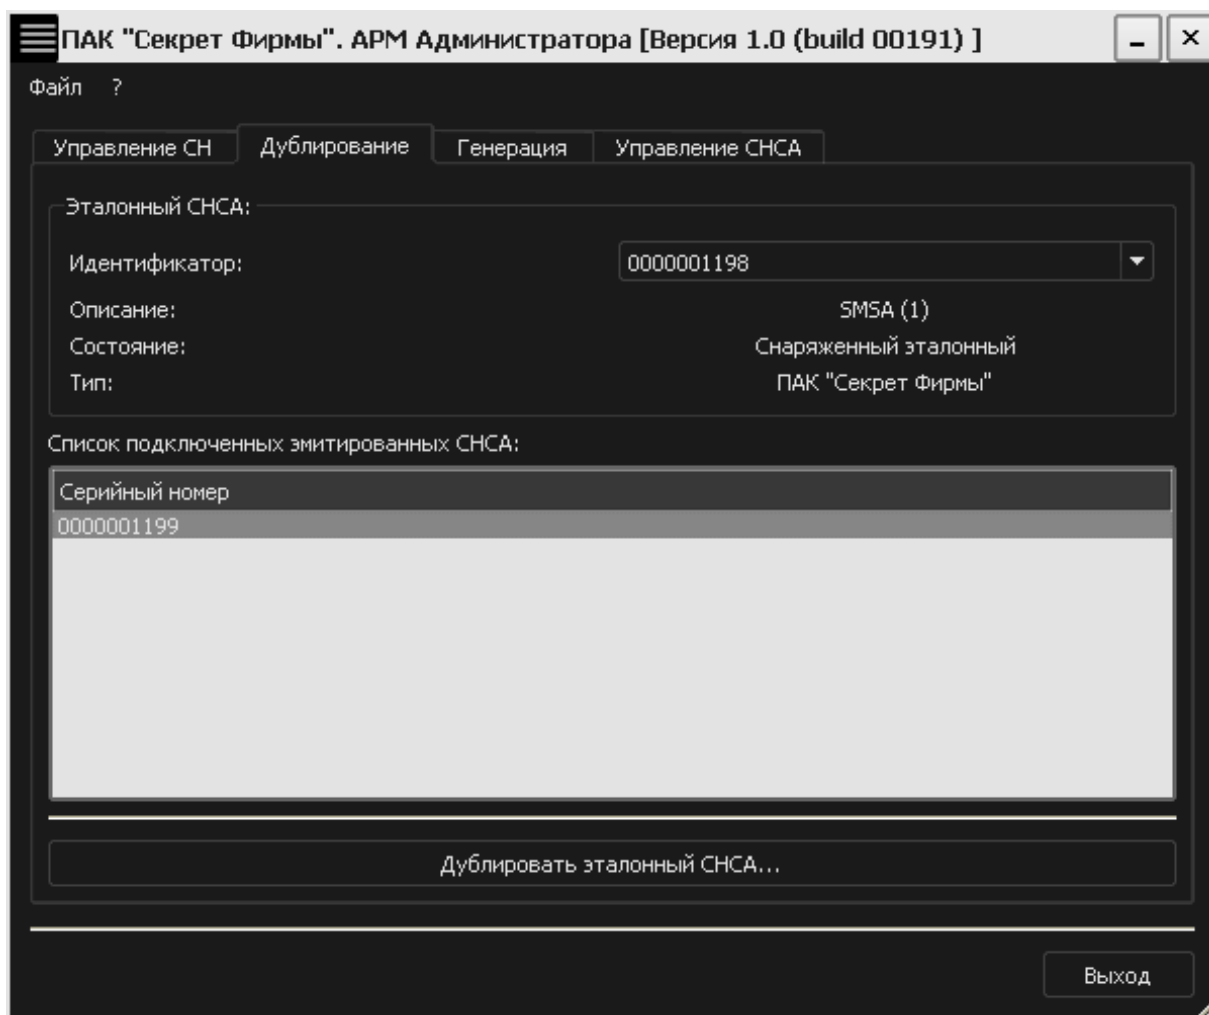 ПАК "Секрет Фирмы". АРМ Администратора [Версия 1.0 (build 00191) ]
Файл ?
Управление СН Дублирование Генерация Управление СНСА
Эталонный СНСА:
Идентификатор: 0000001198
Описание: SMSA (1)
Состояние: Снаряженный эталонный
Тип: ПАК "Секрет Фирмы"
Список подключенных эмитированных СНСА:
Серийный номер
0000001199
Дублировать эталонный СНСА...
Выход